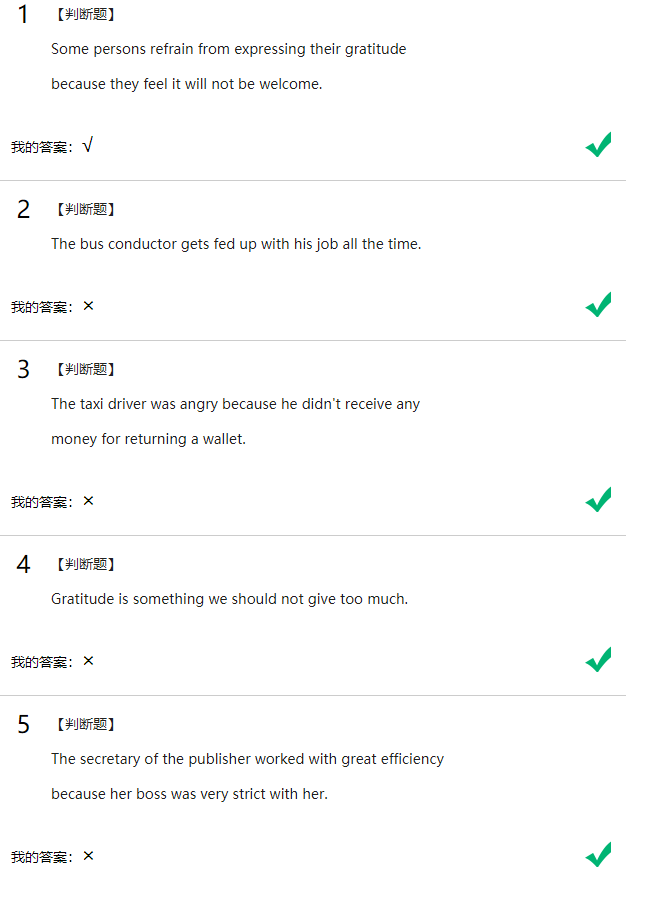 1 【判断题】
Some persons refrain from expressing their gratitude
because they feel it will not be welcome.
我的答案：√
2 【判断题】
The bus conductor gets fed up with his job all the time.
我的答案：×
3 【判断题】
The taxi driver was angry because he didn't receive any
money for returning a wallet.
我的答案：×
4 【判断题】
Gratitude is something we should not give too much.
我的答案：×
5 【判断题】
The secretary of the publisher worked with great efficiency
because her boss was very strict with her.
我的答案：×